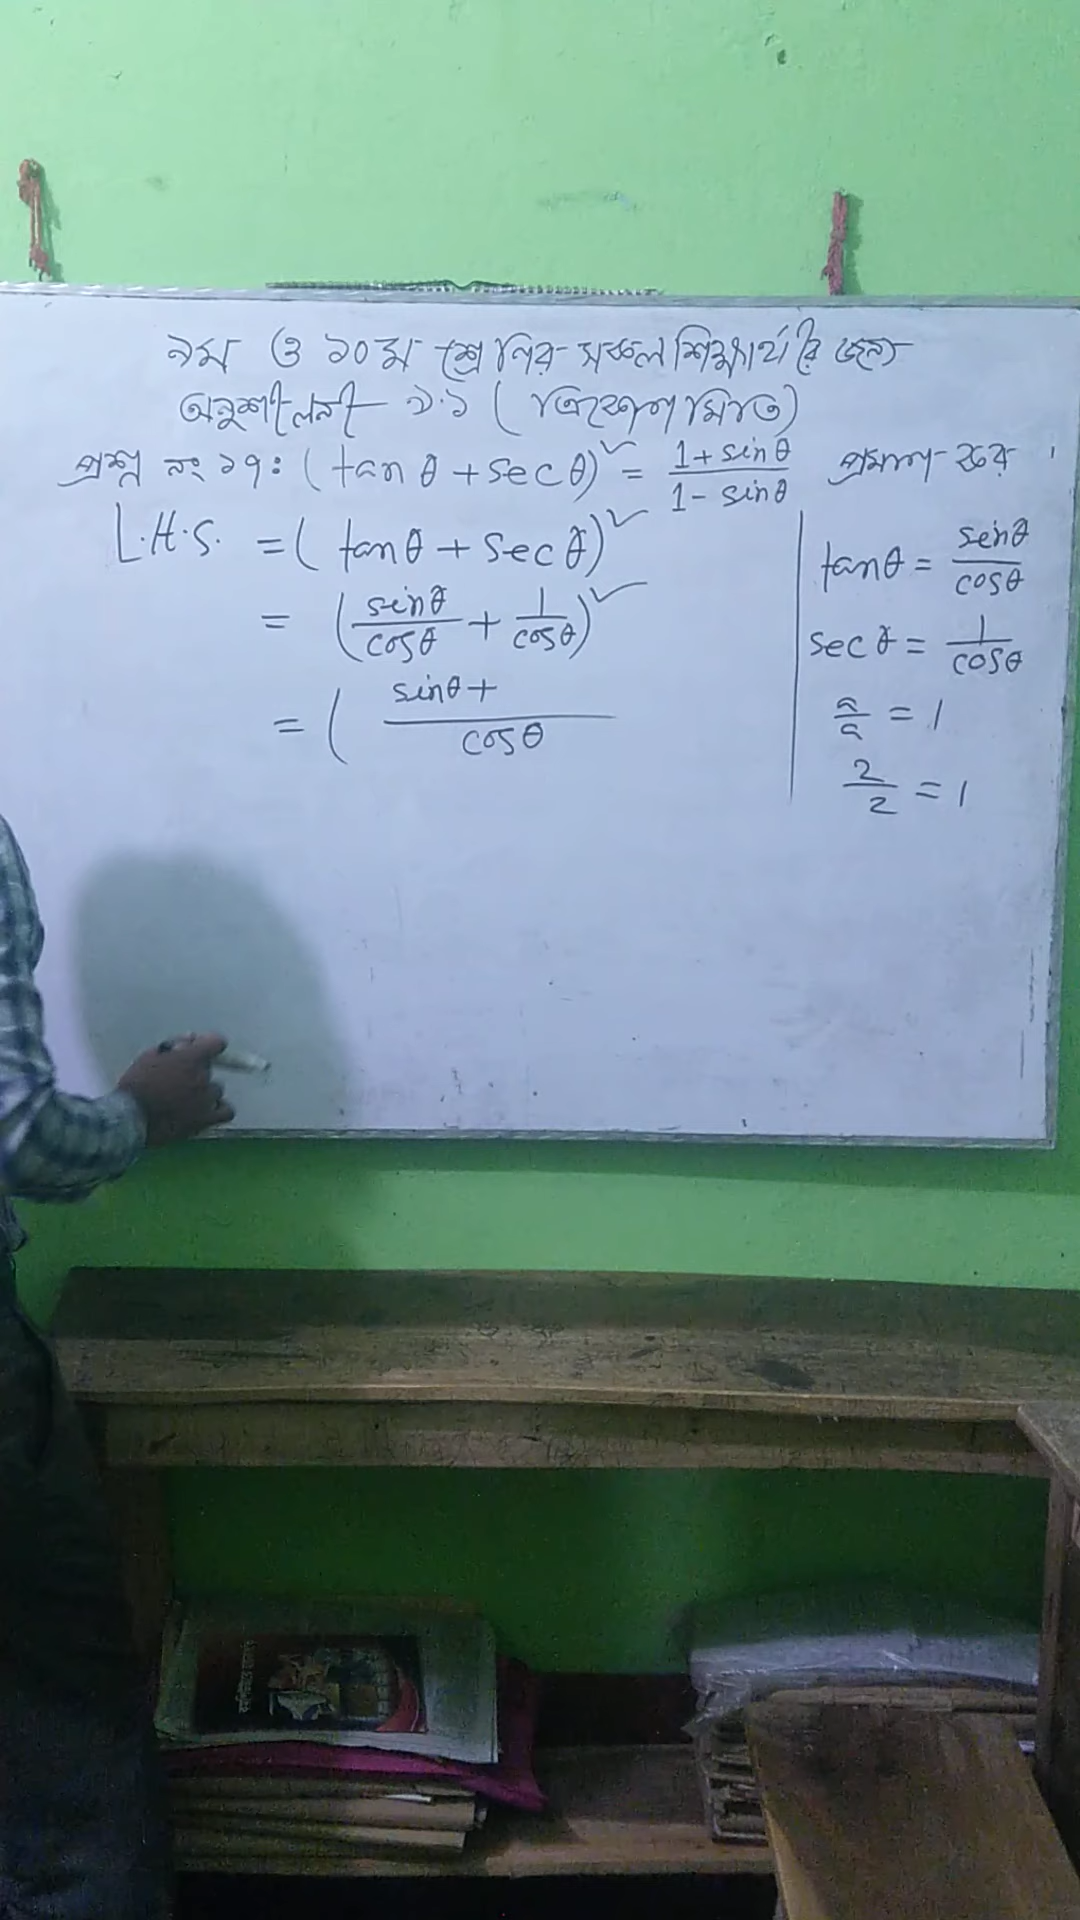 ৯ম ও ১০ম শ্রেণির সকল শিক্ষার্থীর জন্য
অনুশীলনী ৯.১ (ত্রিকোণমিতি)
প্রশ্ন নং ১৭: (tan θ + sec θ)² = (1 + sin θ)/(1 - sin θ) প্রমাণ কর।
L.H.S. = (tan θ + sec θ)²
= (sin θ/cos θ + 1/cos θ)²
= ( sin θ + / cos θ
tan θ = sin θ/cos θ
sec θ = 1/cos θ
a/a = 1
2/2 = 1